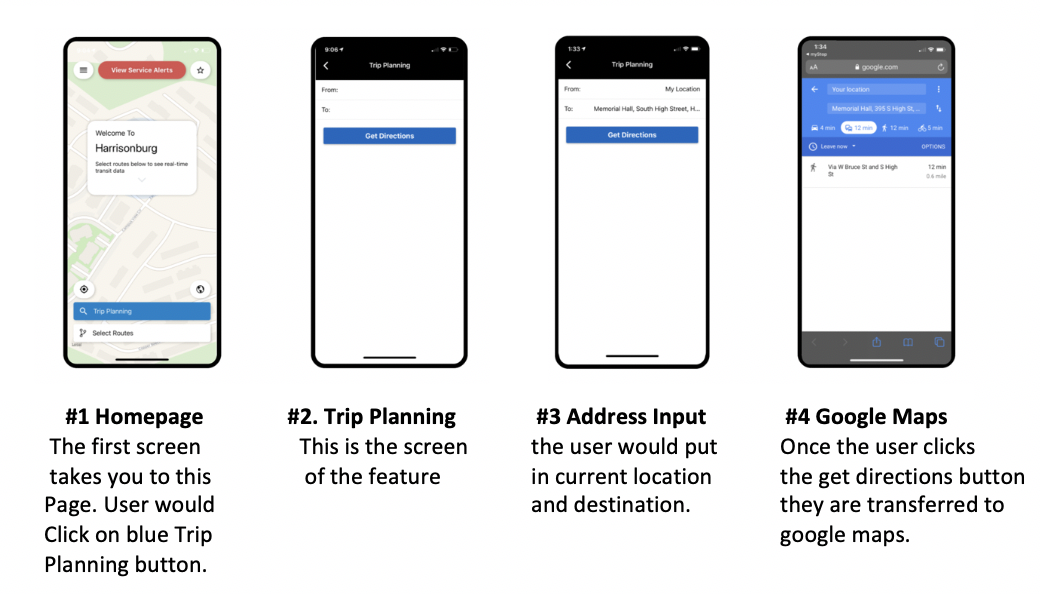 View Service Alerts
Welcome To
Harrisonburg
Select routes below to see real-time
transit data
Trip Planning
Select Routes
9:06
Trip Planning
From:
To:
Get Directions
1:33
Trip Planning
From: My Location
To: Memorial Hall, South High Street, H...
Get Directions
1:34
myStop
AA google.com
Your location
Memorial Hall, 395 S High St,...
4 min 12 min 12 min 5 min
Leave now OPTIONS
Via W Bruce St and S High 12 min
St 0.6 mile
#1 Homepage
The first screen
takes you to this
Page. User would
Click on blue Trip
Planning button.
#2. Trip Planning
This is the screen
of the feature
#3 Address Input
the user would put
in current location
and destination.
#4 Google Maps
Once the user clicks
the get directions button
they are transferred to
google maps.